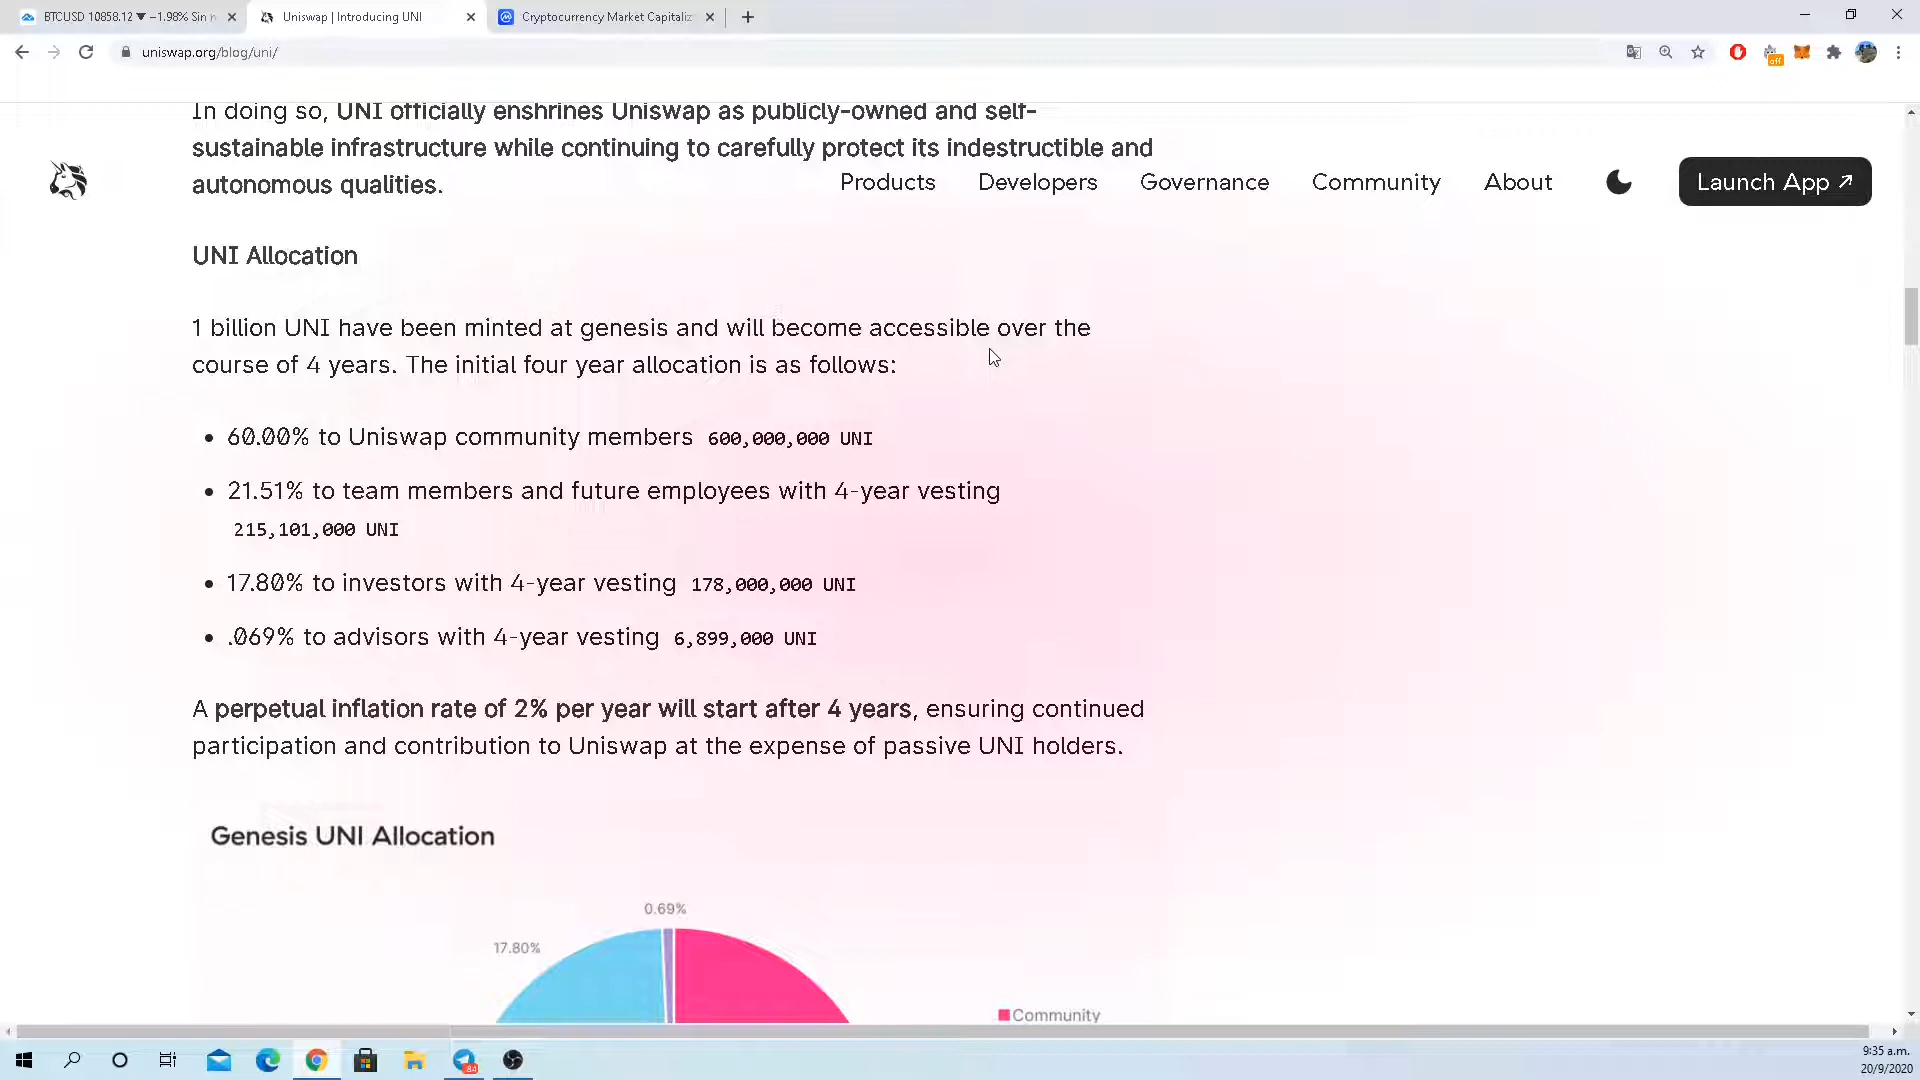 BTCUSD 10858.12 ▼ −1.98% Sin n
Uniswap | Introducing UNI
Cryptocurrency Market Capitaliz
uniswap.org/blog/uni/
off
In doing so, UNI officially enshrines Uniswap as publicly-owned and self-
sustainable infrastructure while continuing to carefully protect its indestructible and
autonomous qualities.
Products Developers Governance Community About Launch App ↗
UNI Allocation
1 billion UNI have been minted at genesis and will become accessible over the
course of 4 years. The initial four year allocation is as follows:
• 60.00% to Uniswap community members 600,000,000 UNI
• 21.51% to team members and future employees with 4-year vesting
215,101,000 UNI
• 17.80% to investors with 4-year vesting 178,000,000 UNI
• .069% to advisors with 4-year vesting 6,899,000 UNI
A perpetual inflation rate of 2% per year will start after 4 years, ensuring continued
participation and contribution to Uniswap at the expense of passive UNI holders.
Genesis UNI Allocation
0.69%
17.80%
Community
84
9:35 a.m.
20/9/2020